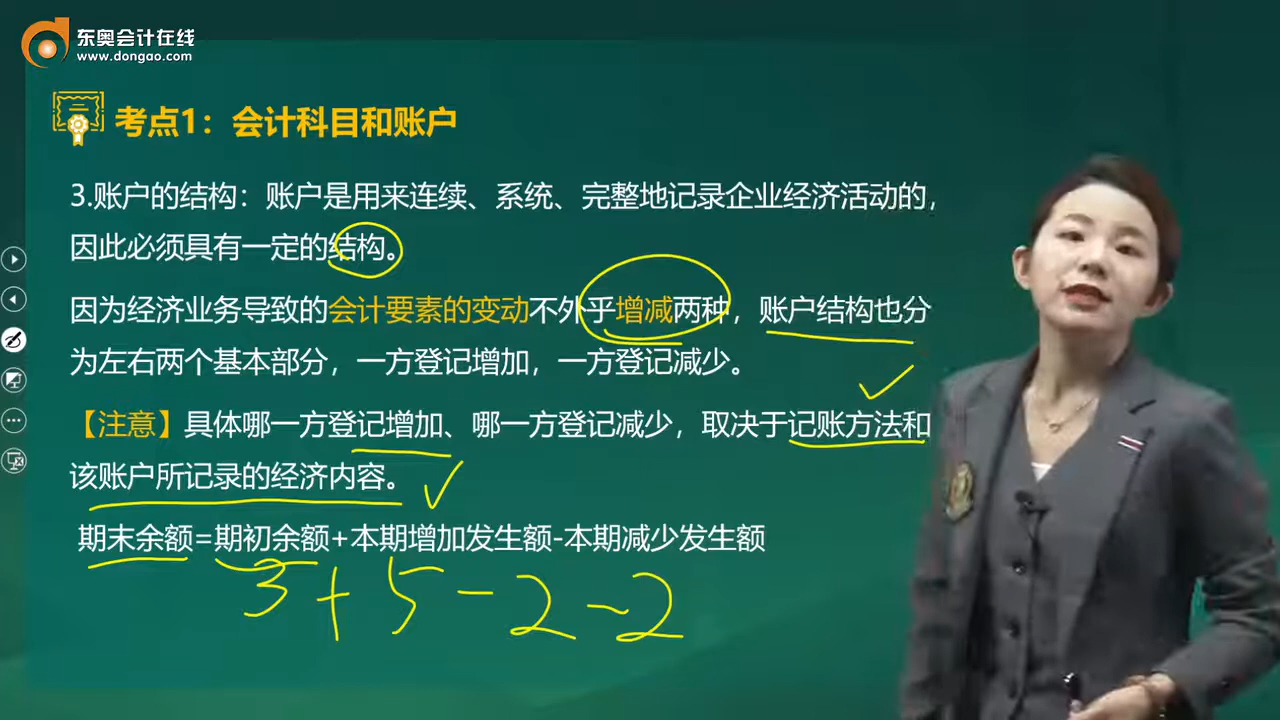 东奥会计在线
www.dongao.com
考点1：会计科目和账户
3.账户的结构：账户是用来连续、系统、完整地记录企业经济活动的，
因此必须具有一定的结构。
因为经济业务导致的会计要素的变动不外乎增减两种，账户结构也分
为左右两个基本部分，一方登记增加，一方登记减少。
【注意】具体哪一方登记增加、哪一方登记减少，取决于记账方法和
该账户所记录的经济内容。
期末余额=期初余额+本期增加发生额-本期减少发生额
3+5-2-2